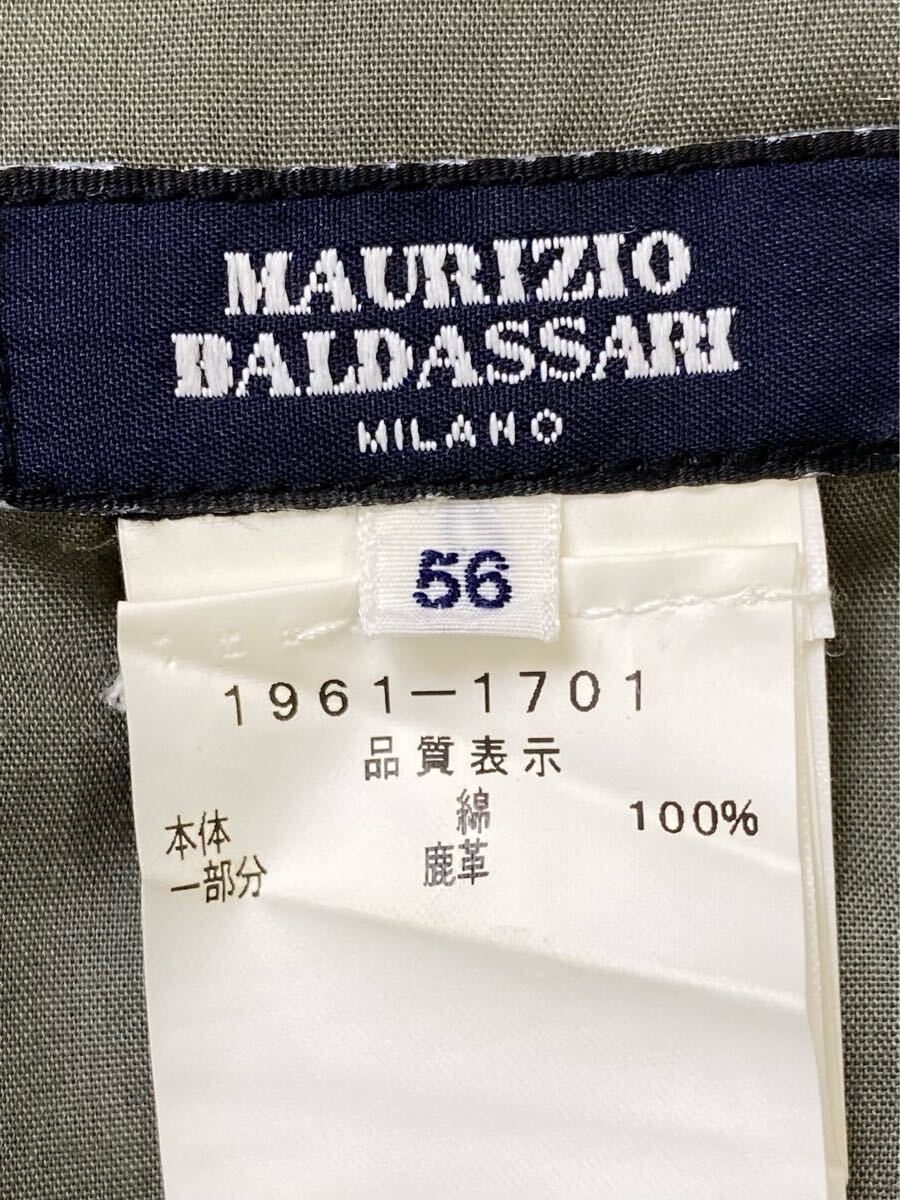 MAURIZIO
BALDASSARI
MILANO
56
1961-1701
品質表示
本体 綿 100%
一部分 鹿革